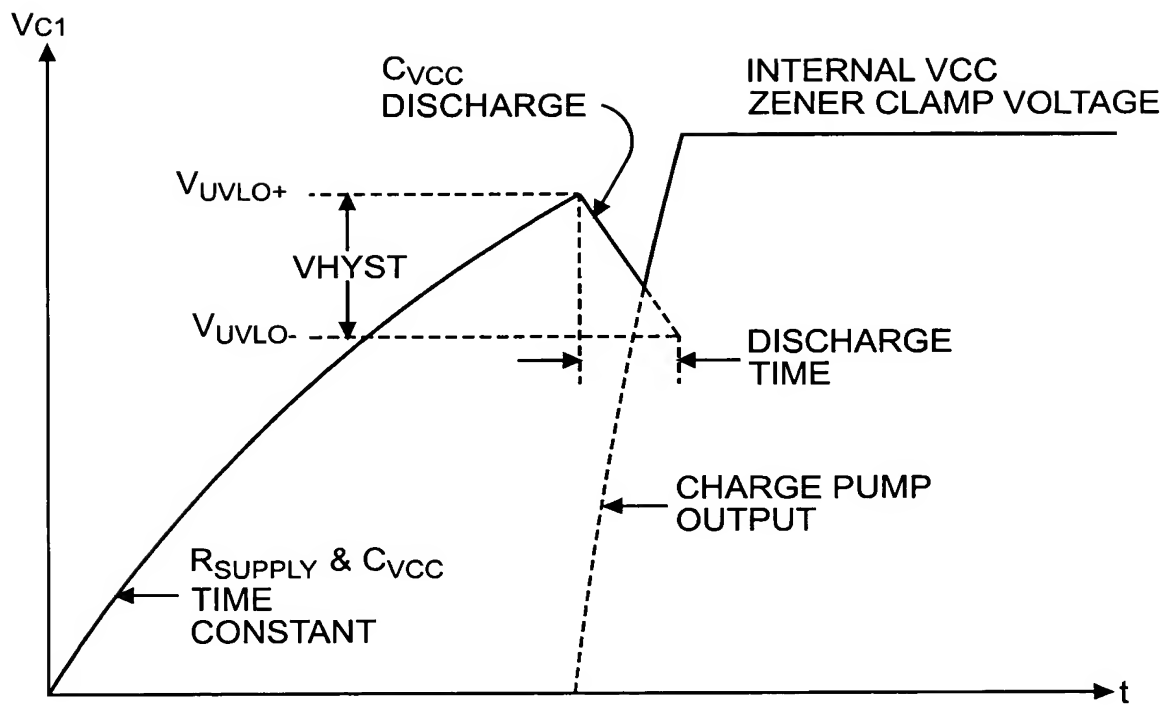 VC1
CVCC
DISCHARGE
INTERNAL VCC
ZENER CLAMP VOLTAGE
VUVLO+
VHYST
VUVLO-
DISCHARGE
TIME
CHARGE PUMP
OUTPUT
RSUPPLY & CVCC
TIME
CONSTANT
t